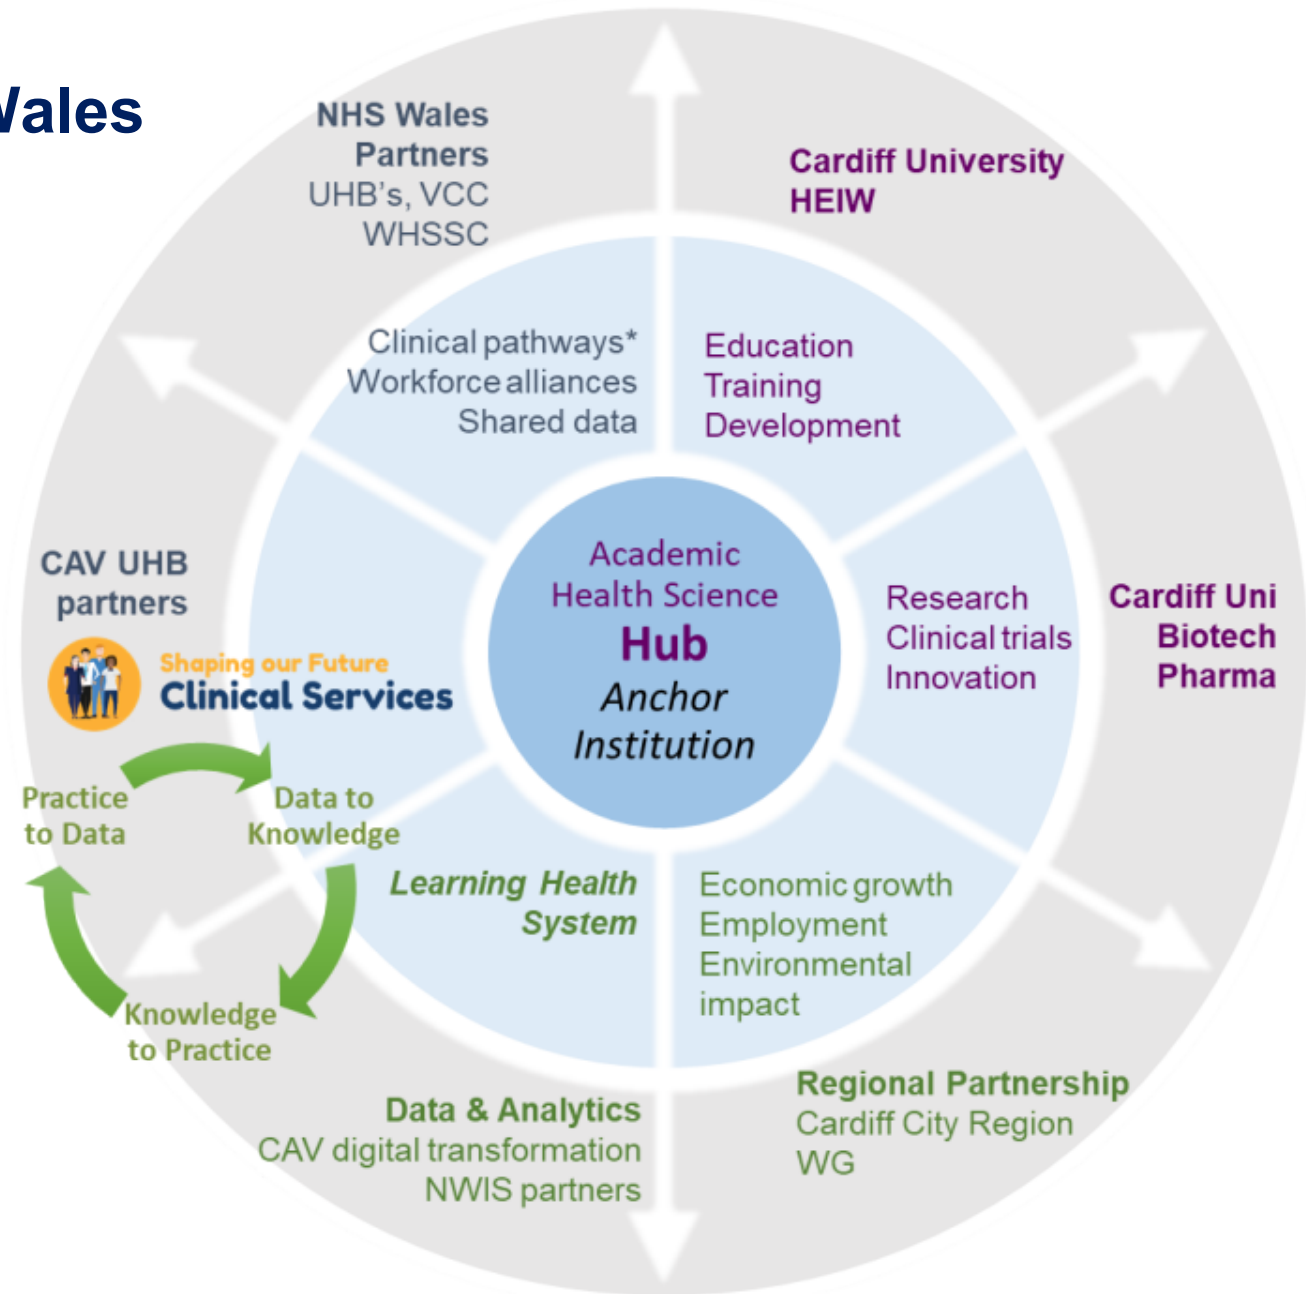 Wales
NHS Wales
Partners
UHB's, VCC
WHSSC
Cardiff University
HEIW
Clinical pathways*
Workforce alliances
Shared data
Education
Training
Development
CAV UHB
partners
Shaping our Future
Clinical Services
Academic
Health Science
Hub
Anchor
Institution
Research
Clinical trials
Innovation
Cardiff Uni
Biotech
Pharma
Practice
to Data
Data to
Knowledge
Knowledge
to Practice
Learning Health
System
Economic growth
Employment
Environmental
impact
Data & Analytics
CAV digital transformation
NWIS partners
Regional Partnership
Cardiff City Region
WG